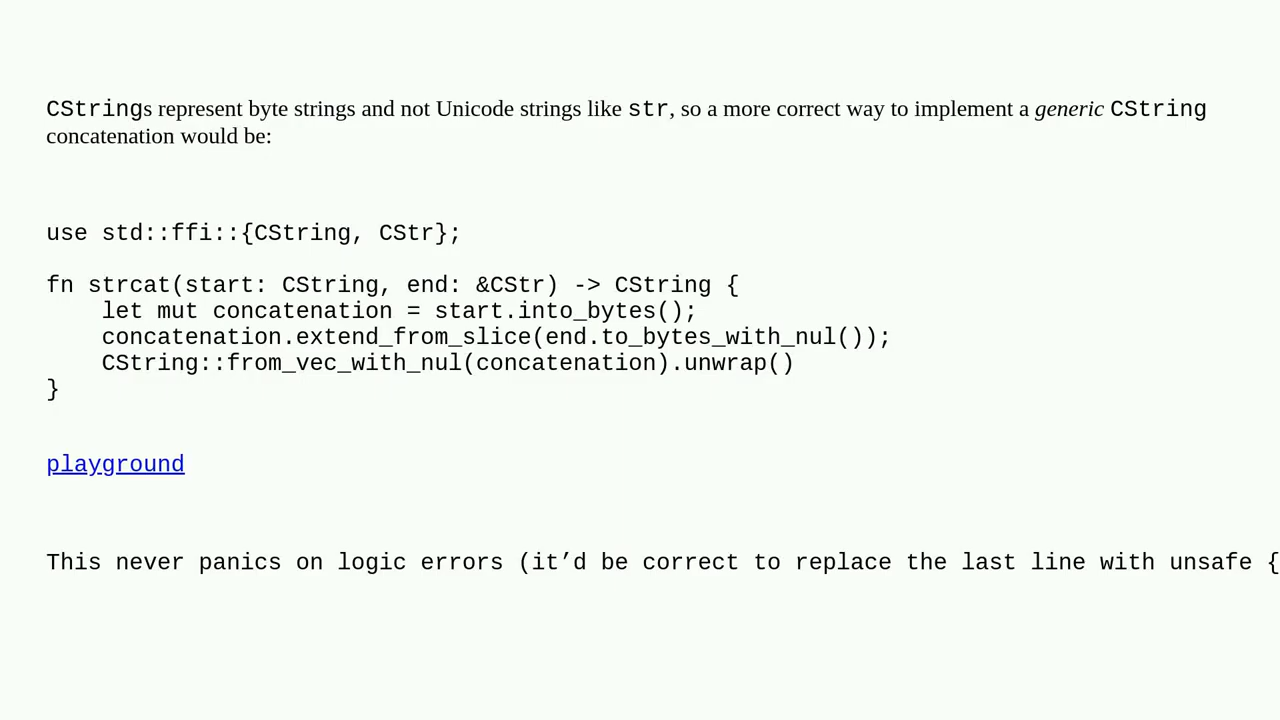 CStrings represent byte strings and not Unicode strings like str, so a more correct way to implement a generic CString
concatenation would be:
use std::ffi::{CString, CStr};
fn strcat(start: CString, end: &CStr) -> CString {
    let mut concatenation = start.into_bytes();
    concatenation.extend_from_slice(end.to_bytes_with_nul());
    CString::from_vec_with_nul(concatenation).unwrap()
}
playground
This never panics on logic errors (it’d be correct to replace the last line with unsafe {